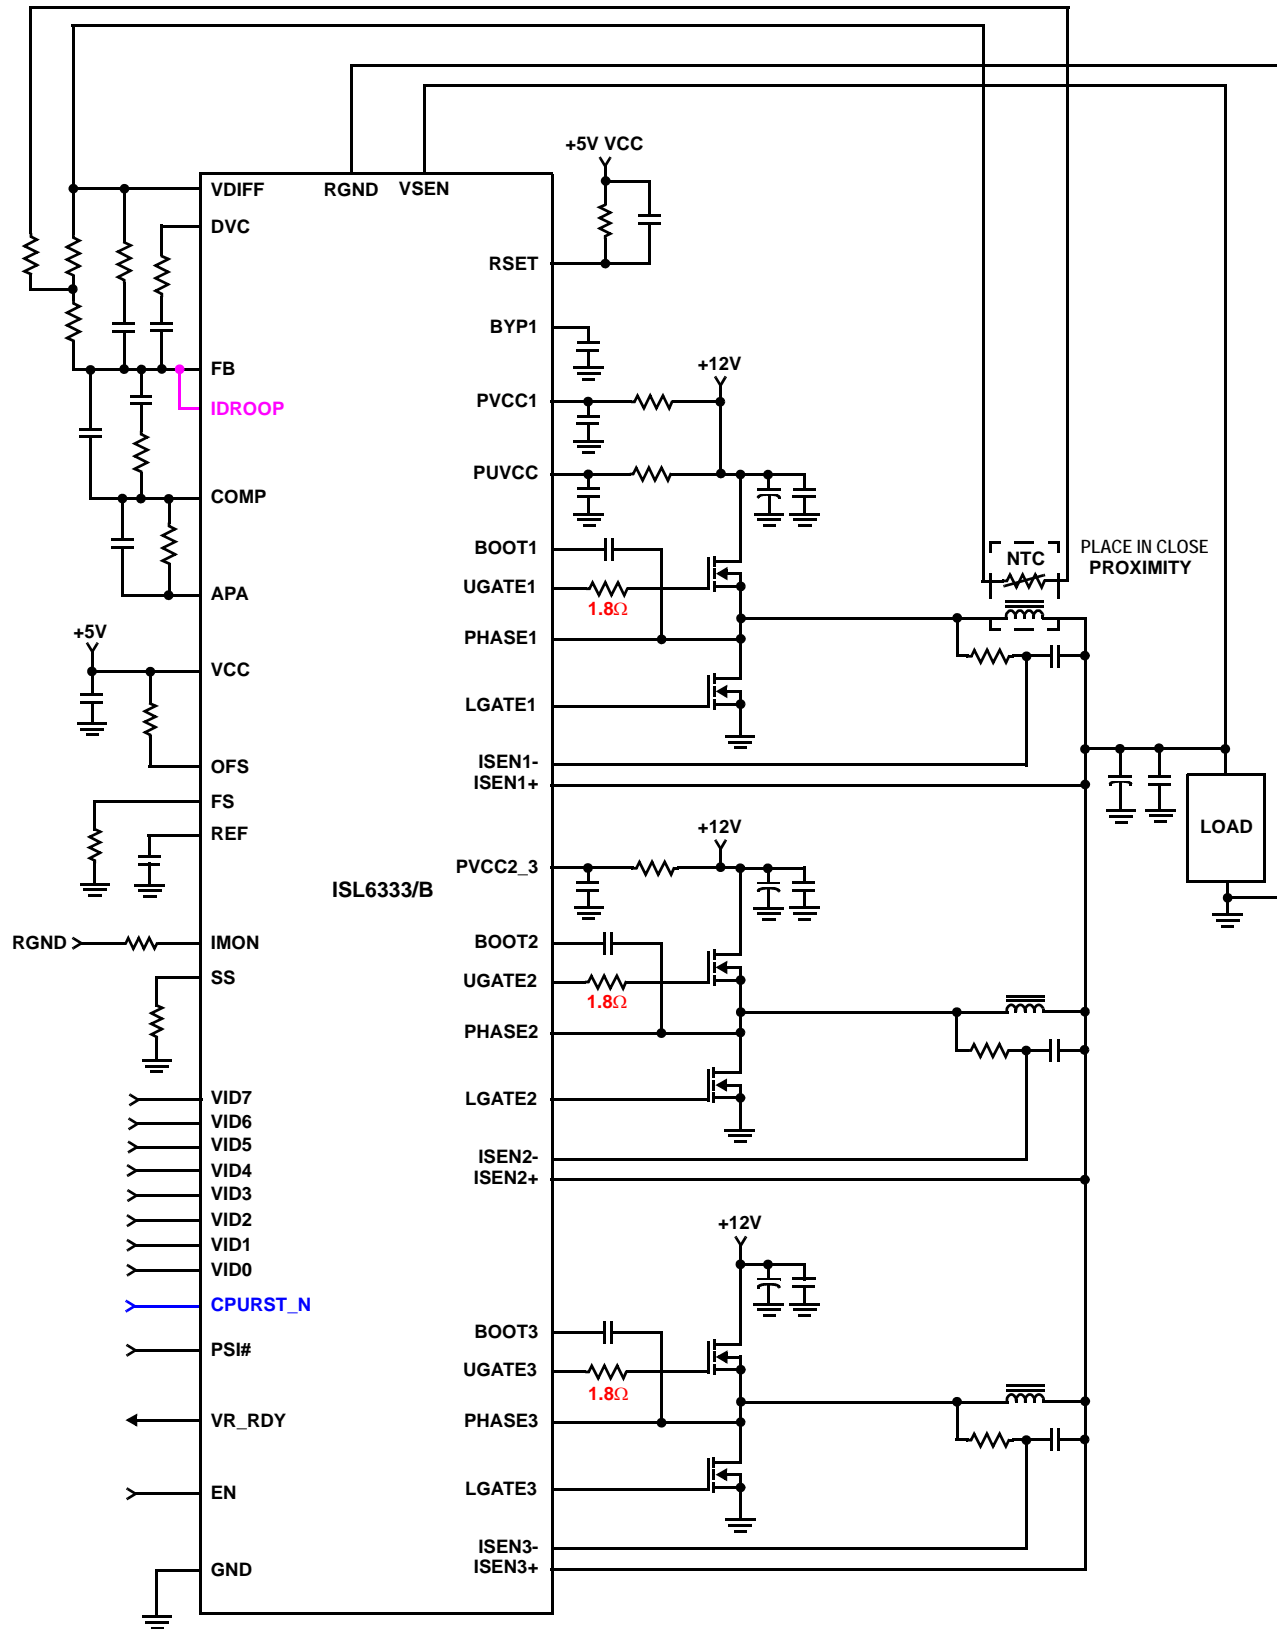 +5V VCC
VDIFF
RGND
VSEN
DVC
RSET
BYP1
+12V
FB
PVCC1
IDROOP
PUVCC
COMP
BOOT1
NTC
PLACE IN CLOSE
PROXIMITY
UGATE1
1.8Ω
APA
+5V
PHASE1
VCC
LGATE1
OFS
ISEN1-
ISEN1+
FS
REF
+12V
LOAD
PVCC2_3
ISL6333/B
RGND
IMON
BOOT2
SS
UGATE2
1.8Ω
PHASE2
VID7
LGATE2
VID6
VID5
ISEN2-
VID4
ISEN2+
VID3
VID2
+12V
VID1
VID0
CPURST_N
BOOT3
PSI#
UGATE3
1.8Ω
VR_RDY
PHASE3
EN
LGATE3
ISEN3-
GND
ISEN3+